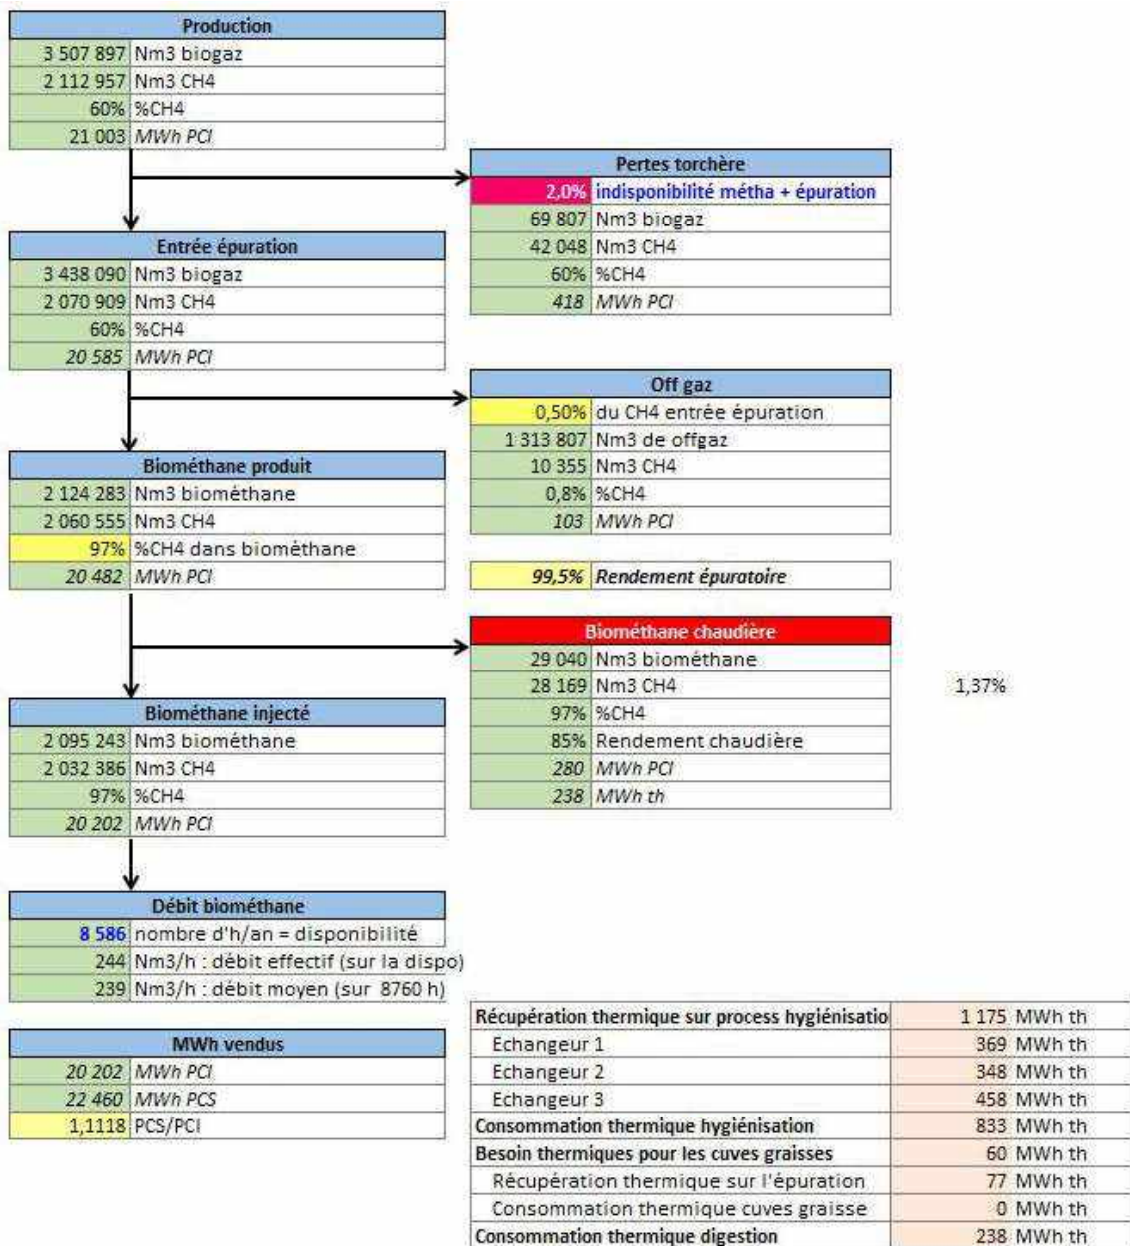 Production
3 507 897 Nm3 biogaz
2 112 957 Nm3 CH4
60% %CH4
21 003 MWh PCI
Pertes torchère
2,0% indisponibilité métha + épuration
69 807 Nm3 biogaz
42 048 Nm3 CH4
60% %CH4
418 MWh PCI
Entrée épuration
3 438 090 Nm3 biogaz
2 070 909 Nm3 CH4
60% %CH4
20 585 MWh PCI
Off gaz
0,50% du CH4 entrée épuration
1 313 807 Nm3 de offgaz
10 355 Nm3 CH4
0,8% %CH4
103 MWh PCI
Biométhane produit
2 124 283 Nm3 biométhane
2 060 555 Nm3 CH4
97% %CH4 dans biométhane
20 482 MWh PCI
99,5% Rendement épuratoire
Biométhane chaudière
29 040 Nm3 biométhane
28 169 Nm3 CH4
97% %CH4
85% Rendement chaudière
280 MWh PCI
238 MWh th
1,37%
Biométhane injecté
2 095 243 Nm3 biométhane
2 032 386 Nm3 CH4
97% %CH4
20 202 MWh PCI
Débit biométhane
8 586 nombre d'h/an = disponibilité
244 Nm3/h : débit effectif (sur la dispo)
239 Nm3/h : débit moyen (sur 8760 h)
MWh vendus
20 202 MWh PCI
22 460 MWh PCS
1,1118 PCS/PCI
Récupération thermique sur process hygiénisatio 1 175 MWh th
Echangeur 1 369 MWh th
Echangeur 2 348 MWh th
Echangeur 3 458 MWh th
Consommation thermique hygiénisation 833 MWh th
Besoin thermiques pour les cuves graisses 60 MWh th
Récupération thermique sur l'épuration 77 MWh th
Consommation thermique cuves graisse 0 MWh th
Consommation thermique digestion 238 MWh th